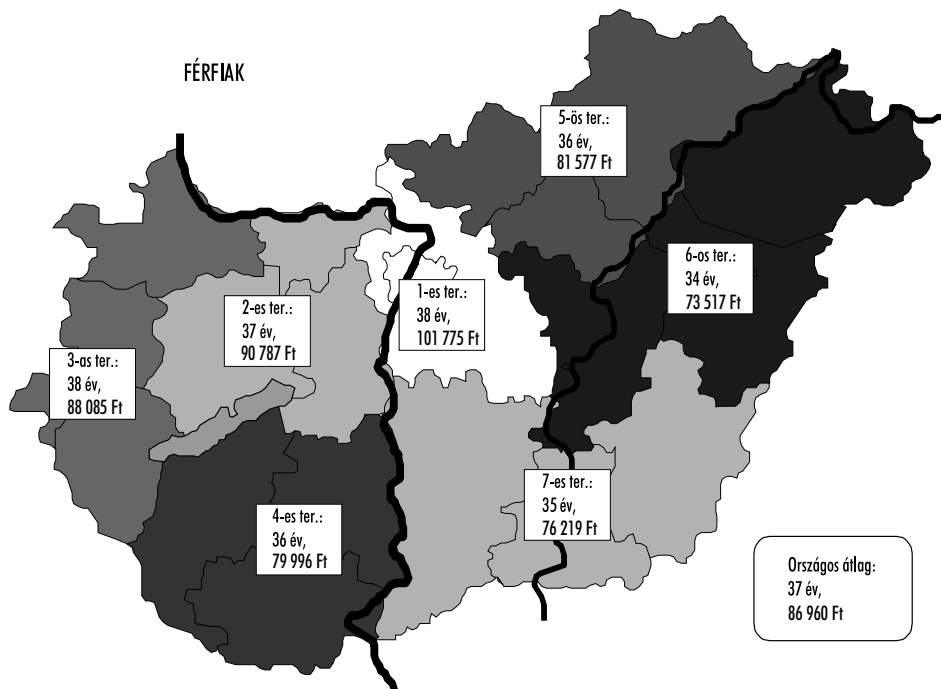 FÉRFIAK
5-ös ter.:
36 év,
81 577 Ft
6-os ter.:
34 év,
73 517 Ft
1-es ter.:
38 év,
101 775 Ft
2-es ter.:
37 év,
90 787 Ft
3-as ter.:
38 év,
88 085 Ft
7-es ter.:
35 év,
76 219 Ft
4-es ter.:
36 év,
79 996 Ft
Országos átlag:
37 év,
86 960 Ft